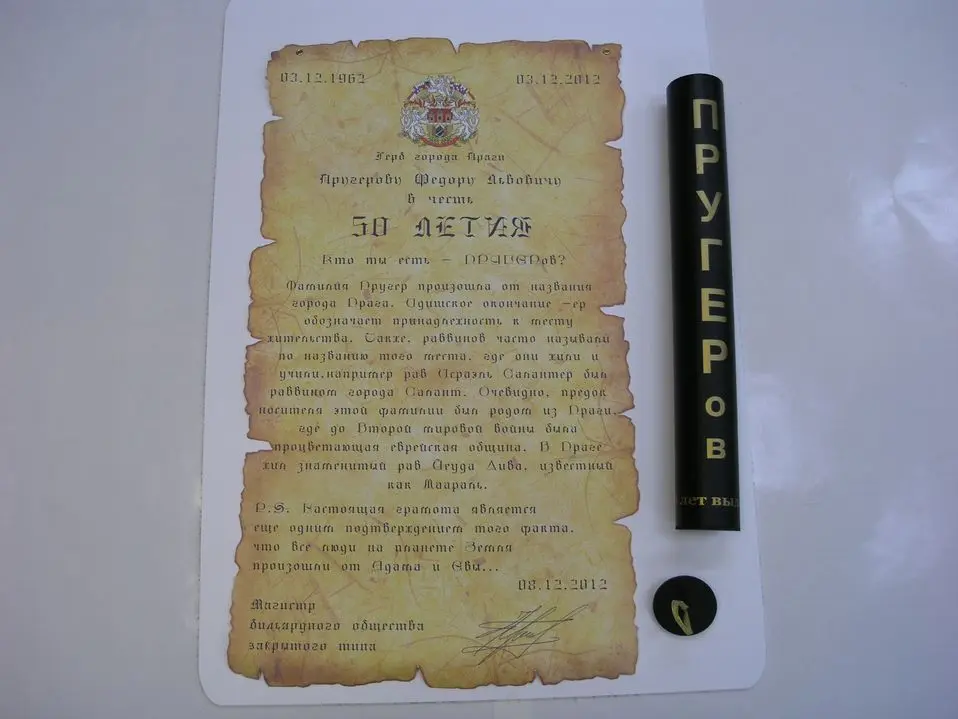 03.12.1962 03.12.2012
Герб города Праги
Пругерову Федору Львовичу
в честь
50 ЛЕТИЯ
Кто ты есть – ПРУГЕРов?
Фамилия Пругер произошла от названия
города Прага. Идишское окончание –ер
обозначает принадлежность к месту
жительства. Также, раввинов часто называли
по названию того места, где они жили и
учили,например рав Исраэль Салантер был
раввином города Салант. Очевидно, предок
носителя этой фамилии был родом из Праги,
где до Второй мировой войны была
процветающая еврейская община. В Праге
жил знаменитый рав Иеуда Лива, известный
как Маараль.
P.S. Настоящая грамота является
еще одним подтверждением того факта,
что все люди на планете Земля
произошли от Адама и Евы...
08.12.2012
Магистр
бильярдного общества
закрытого типа
ПРУГЕРов
лет вы